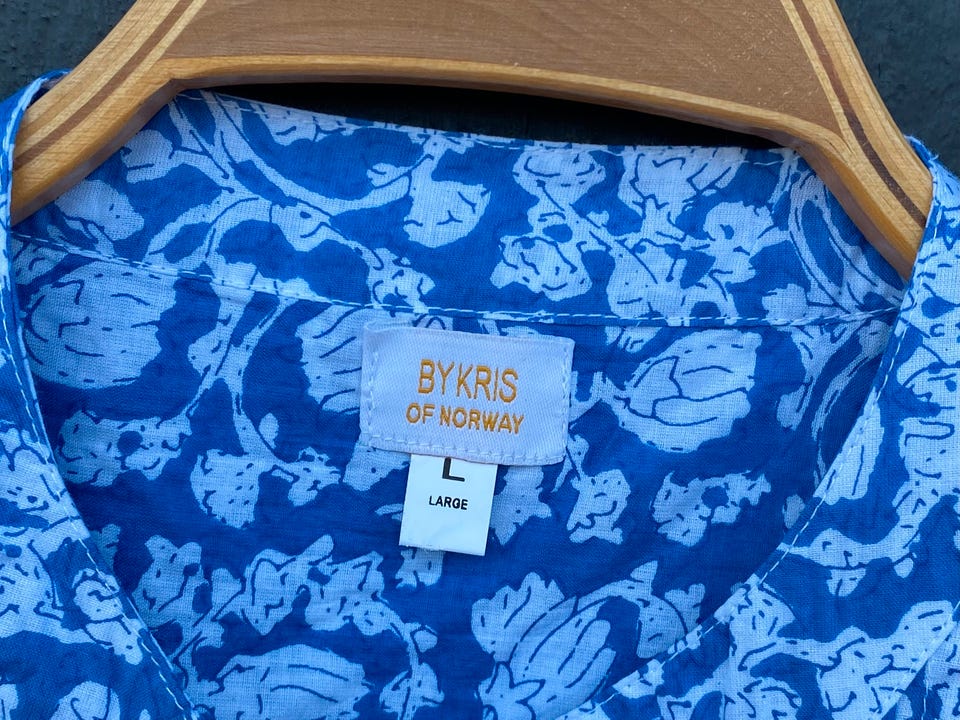 BYKRIS
OF NORWAY
L
LARGE